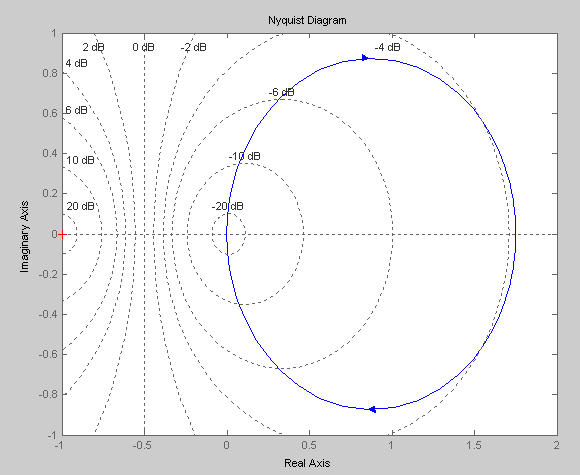 Nyquist Diagram
1
2 dB
0 dB
-2 dB
-4 dB
4 dB
0.8
-6 dB
6 dB
0.6
10 dB
-10 dB
0.4
20 dB
-20 dB
0.2
0
-0.2
-0.4
-0.6
-0.8
-1
Imaginary Axis
-1
-0.5
0
0.5
1
1.5
2
Real Axis